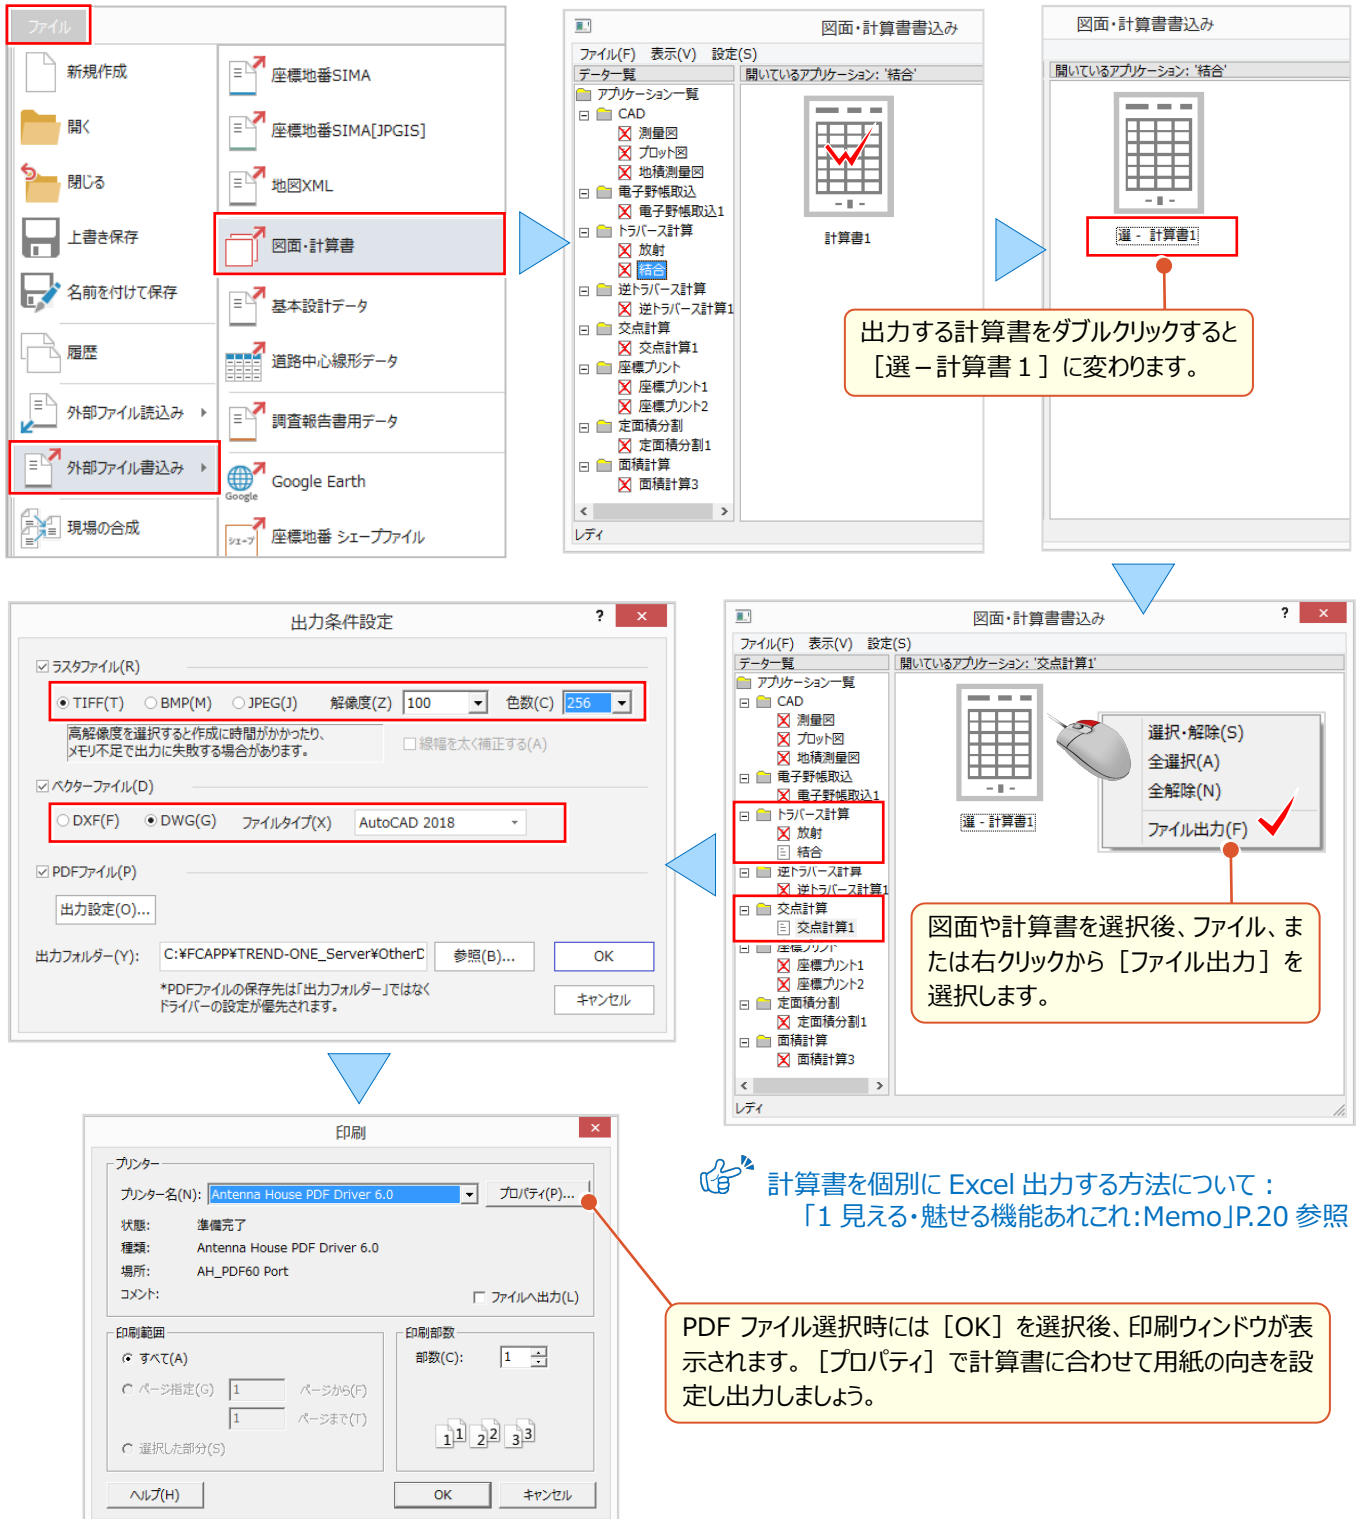 ファイル
新規作成
開く
閉じる
上書き保存
名前を付けて保存
履歴
外部ファイル読込み
外部ファイル書込み
現場の合成
座標地番SIMA
座標地番SIMA[JPGIS]
地図XML
図面・計算書
基本設計データ
道路中心線形データ
調査報告書用データ
Google
Google Earth
シェープ
座標地番 シェープファイル
図面・計算書書込み
ファイル(F) 表示(V) 設定(S)
データ一覧
開いているアプリケーション: '結合'
アプリケーション一覧
CAD
測量図
プロット図
地積測量図
電子野帳取込
電子野帳取込1
トラバース計算
放射
結合
逆トラバース計算
逆トラバース計算1
交点計算
交点計算1
座標プリント
座標プリント1
座標プリント2
定面積分割
定面積分割1
面積計算
面積計算3
レディ
計算書1
図面・計算書書込み
開いているアプリケーション: '結合'
選 - 計算書1
出力する計算書をダブルクリックすると
［選－計算書１］に変わります。
図面・計算書書込み
? ×
ファイル(F) 表示(V) 設定(S)
データ一覧
開いているアプリケーション: '交点計算1'
アプリケーション一覧
CAD
測量図
プロット図
地積測量図
電子野帳取込
電子野帳取込1
トラバース計算
放射
結合
逆トラバース計算
逆トラバース計算1
交点計算
交点計算1
座標プリント
座標プリント1
座標プリント2
定面積分割
定面積分割1
面積計算
面積計算3
レディ
選 - 計算書1
選択・解除(S)
全選択(A)
全解除(N)
ファイル出力(F)
図面や計算書を選択後、ファイル、ま
たは右クリックから［ファイル出力］を
選択します。
出力条件設定
? ×
ラスタファイル(R)
TIFF(T) BMP(M) JPEG(J) 解像度(Z) 100 色数(C) 256
高解像度を選択すると作成に時間がかかったり、
メモリ不足で出力に失敗する場合があります。
線幅を太く補正する(A)
ベクターファイル(D)
DXF(F) DWG(G) ファイルタイプ(X) AutoCAD 2018
PDFファイル(P)
出力設定(O)...
出力フォルダー(Y): C:¥FCAPP¥TREND-ONE_Server¥OtherD 参照(B)... OK
*PDFファイルの保存先は「出力フォルダー」ではなく
ドライバーの設定が優先されます。
キャンセル
印刷
×
プリンター
プリンター名(N): Antenna House PDF Driver 6.0 プロパティ(P)...
状態: 準備完了
種類: Antenna House PDF Driver 6.0
場所: AH_PDF60 Port
コメント:
ファイルへ出力(L)
印刷範囲
すべて(A)
ページ指定(G) 1 ページから(F)
1 ページまで(T)
選択した部分(S)
印刷部数
部数(C): 1
1 1 2 2 3 3
ヘルプ(H) OK キャンセル
計算書を個別に Excel 出力する方法について：
「1 見える・魅せる機能あれこれ:Memo」P.20 参照
PDF ファイル選択時には［OK］を選択後、印刷ウィンドウが表
示されます。［プロパティ］で計算書に合わせて用紙の向きを設
定し出力しましょう。